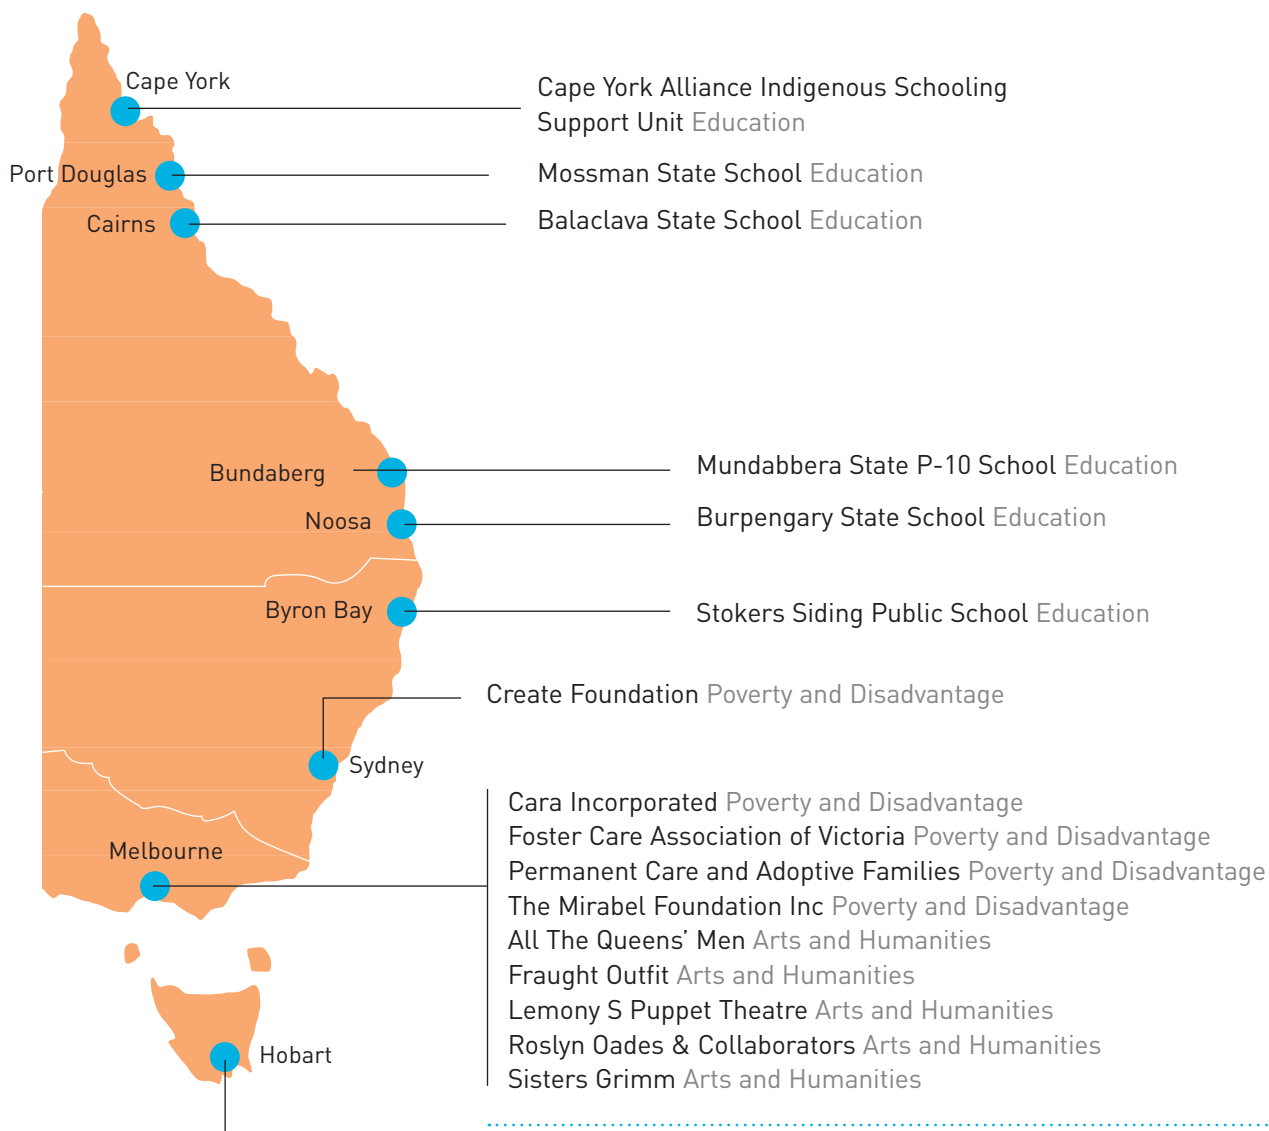 Cape York
Cape York Alliance Indigenous Schooling
Support Unit Education
Port Douglas
Mossman State School Education
Cairns
Balaclava State School Education
Bundaberg
Mundabbera State P-10 School Education
Noosa
Burpengary State School Education
Byron Bay
Stokers Siding Public School Education
Create Foundation Poverty and Disadvantage
Sydney
Melbourne
Cara Incorporated Poverty and Disadvantage
Foster Care Association of Victoria Poverty and Disadvantage
Permanent Care and Adoptive Families Poverty and Disadvantage
The Mirabel Foundation Inc Poverty and Disadvantage
All The Queens’ Men Arts and Humanities
Fraught Outfit Arts and Humanities
Lemony S Puppet Theatre Arts and Humanities
Roslyn Oades & Collaborators Arts and Humanities
Sisters Grimm Arts and Humanities
Hobart